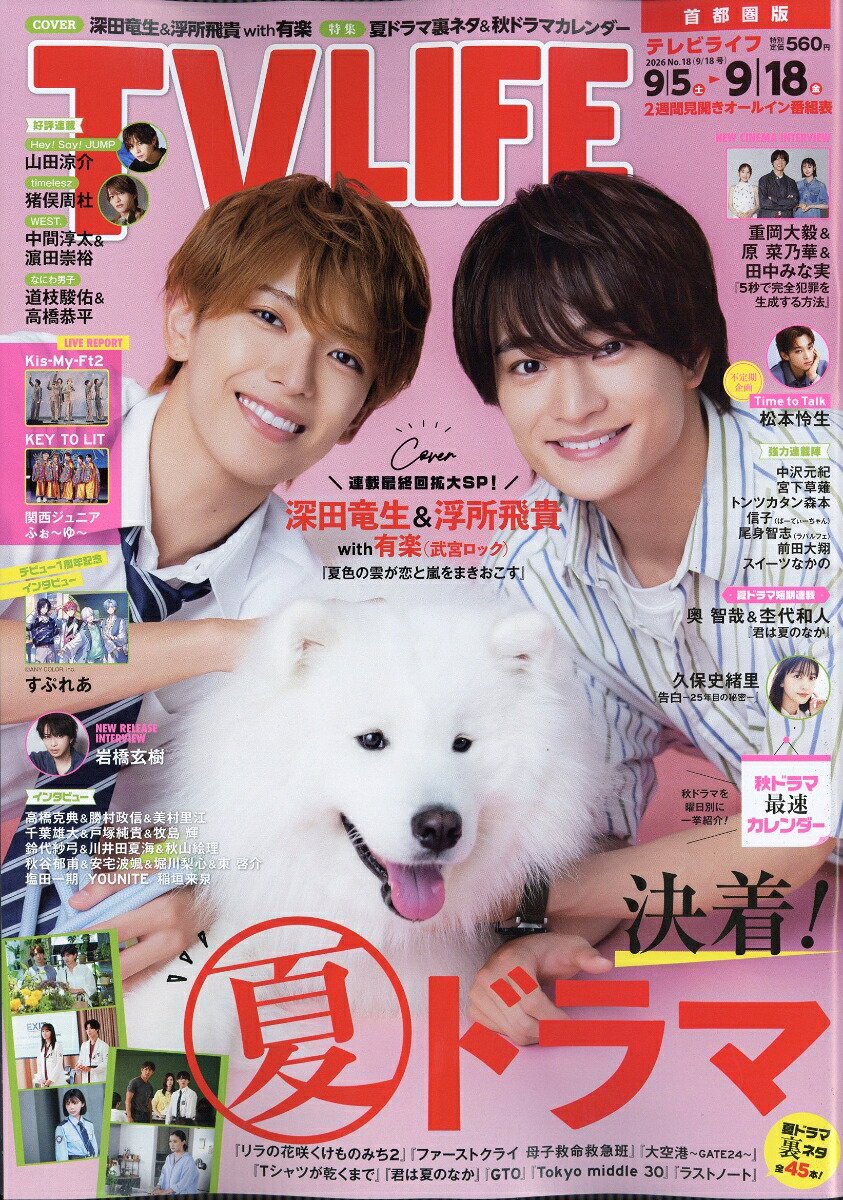 COVER 深田竜生&浮所飛貴 with 有楽 特集 夏ドラマ裏ネタ&秋ドラマカレンダー
首都圏版
TV LIFE
テレビライフ 特別定価560円
2026 No.18 (9/18号)
9|5土▶9|18金
2週間見開きオールイン番組表
好評連載
Hey! Say! JUMP
山田涼介
timelesz
猪俣周杜
WEST.
中間淳太&
濵田崇裕
なにわ男子
道枝駿佑&
高橋恭平
LIVE REPORT
Kis-My-Ft2
KEY TO LIT
関西ジュニア
ふぉ〜ゆ〜
デビュー1周年記念
インタビュー
すぷれあ
NEW RELEASE
INTERVIEW
岩橋玄樹
インタビュー
高橋克典&勝村政信&美村里江
千葉雄大&戸塚純貴&牧島 輝
鈴代紗弓&川井田夏海&秋山絵理
秋谷郁甫&安宅波颯&堀川梨心&東 啓介
塩田一期 YOUNITE 稲垣来泉
Cover
連載最終回拡大SP!
深田竜生&浮所飛貴
with 有楽(武宮ロック)
『夏色の雲が恋と嵐をまきおこす』
NEW CINEMA INTERVIEW
重岡大毅&
原 菜乃華&
田中みな実
『5秒で完全犯罪を
生成する方法』
不定期
企画
Time to Talk
松本怜生
強力連載陣
中沢元紀
宮下草薙
トンツカタン森本
信子(ぱーてぃーちゃん)
尾身智志(ラパルフェ)
前田大翔
スイーツなかの
夏ドラマ短期連載
奥 智哉&杢代和人
『君は夏のなか』
久保史緒里
『告白-25年目の秘密-』
秋ドラマを
曜日別に
一挙紹介!
秋ドラマ
最速
カレンダー
決着!
夏ドラマ
『リラの花咲くけものみち2』『ファーストクライ 母子救命救急班』『大空港〜GATE24〜』
『Tシャツが乾くまで』『君は夏のなか』『GTO』『Tokyo middle 30』『ラストノート』
夏ドラマ
裏ネタ
全45本!